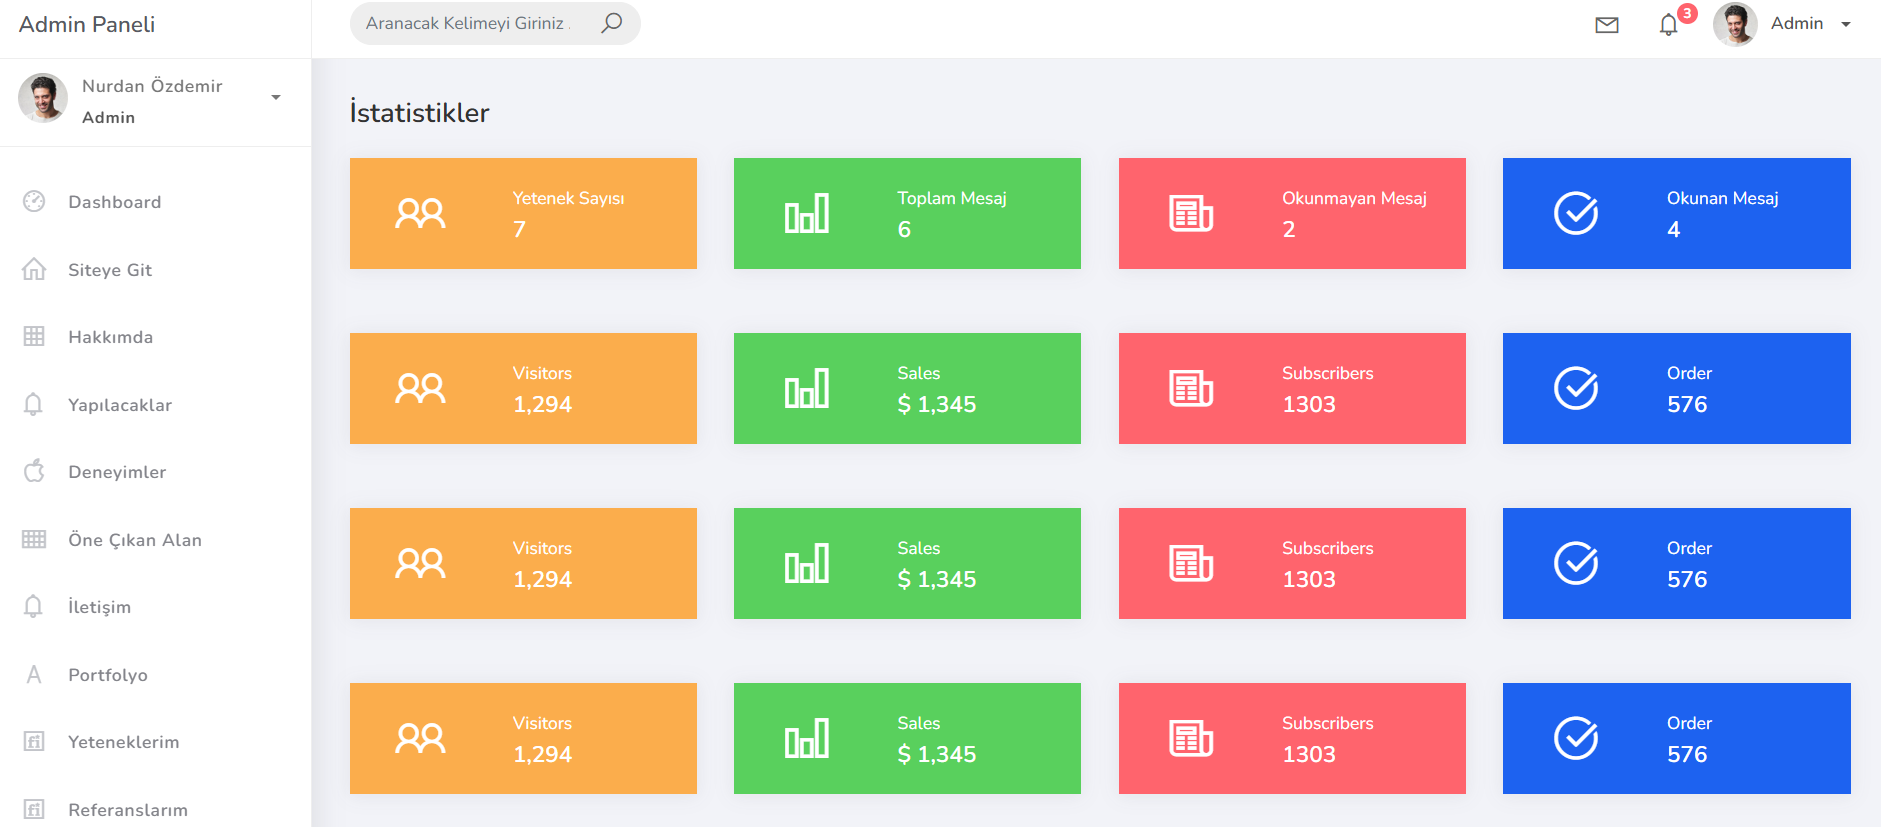 Admin Paneli
Aranacak Kelimeyi Giriniz .
3
Admin
Nurdan Özdemir
Admin
Dashboard
Siteye Git
Hakkımda
Yapılacaklar
Deneyimler
Öne Çıkan Alan
İletişim
Portfolyo
Yeteneklerim
Referanslarım
İstatistikler
Yetenek Sayısı
7
Toplam Mesaj
6
Okunmayan Mesaj
2
Okunan Mesaj
4
Visitors
1,294
Sales
$ 1,345
Subscribers
1303
Order
576
Visitors
1,294
Sales
$ 1,345
Subscribers
1303
Order
576
Visitors
1,294
Sales
$ 1,345
Subscribers
1303
Order
576